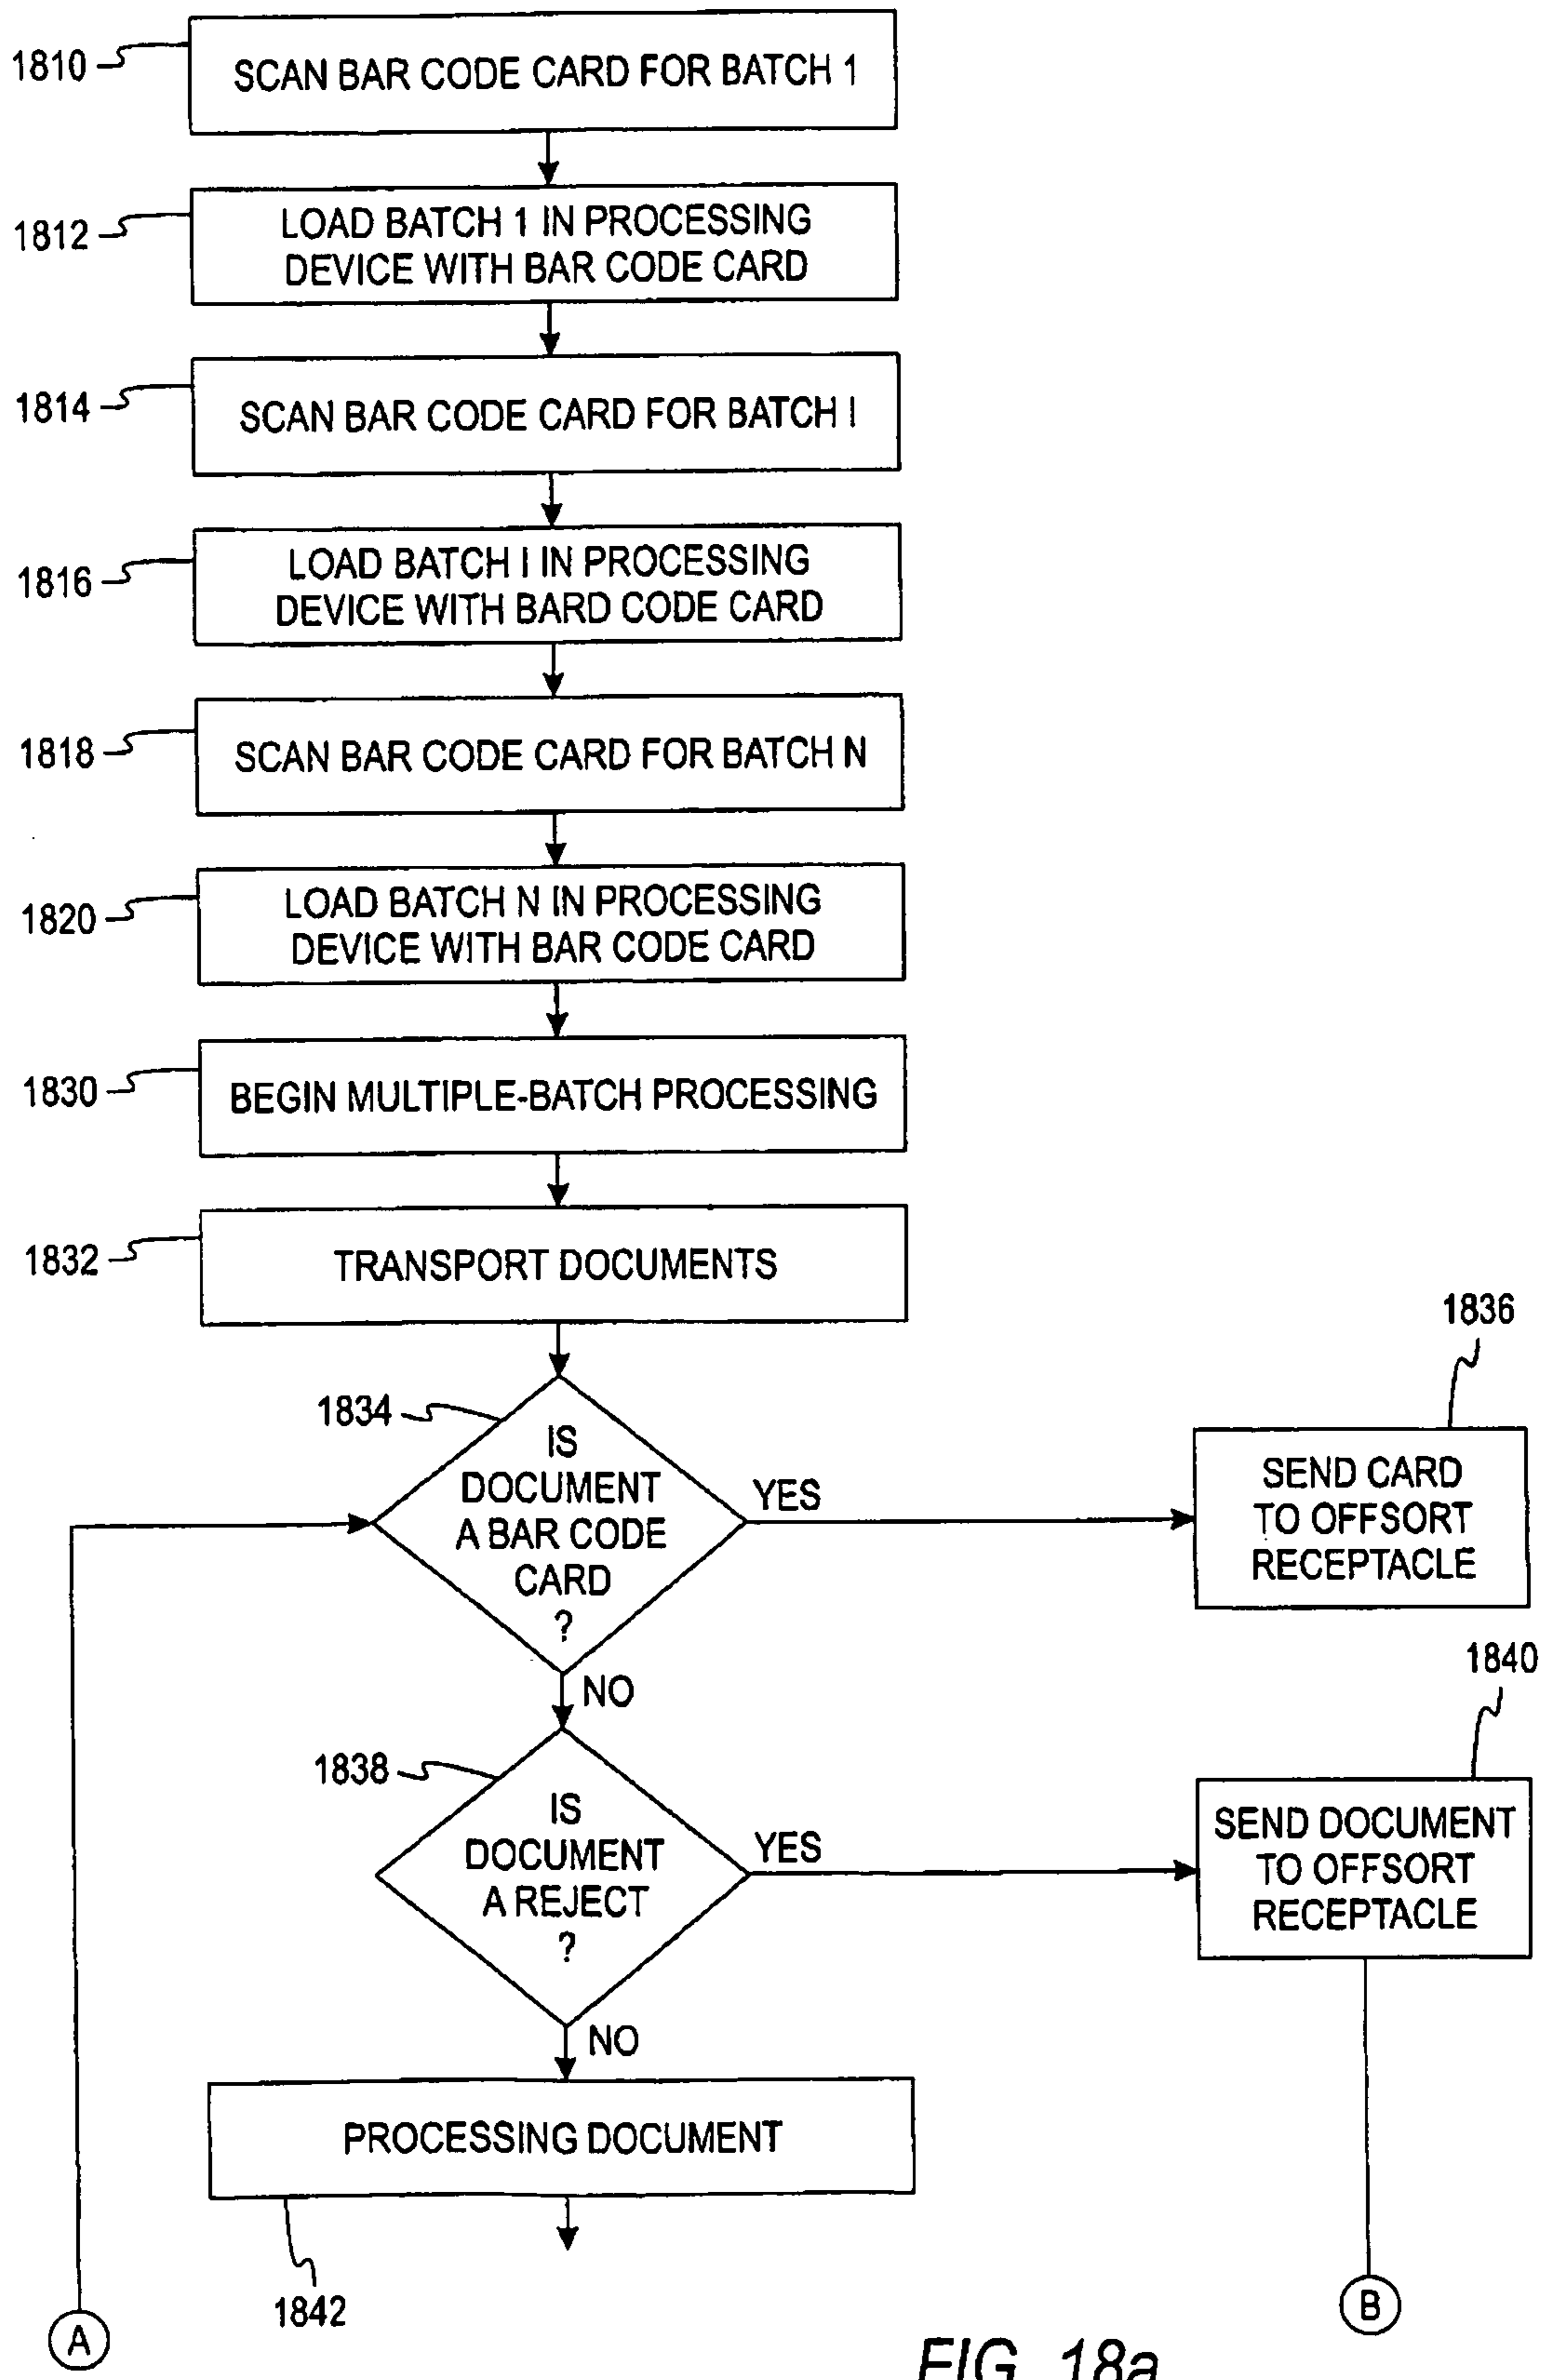 1810
SCAN BAR CODE CARD FOR BATCH 1
1812
LOAD BATCH 1 IN PROCESSING
DEVICE WITH BAR CODE CARD
1814
SCAN BAR CODE CARD FOR BATCH I
1816
LOAD BATCH I IN PROCESSING
DEVICE WITH BARD CODE CARD
1818
SCAN BAR CODE CARD FOR BATCH N
1820
LOAD BATCH N IN PROCESSING
DEVICE WITH BAR CODE CARD
1830
BEGIN MULTIPLE-BATCH PROCESSING
1832
TRANSPORT DOCUMENTS
1834
IS
DOCUMENT
A BAR CODE
CARD
?
YES
1836
SEND CARD
TO OFFSORT
RECEPTACLE
NO
1838
IS
DOCUMENT
A REJECT
?
YES
1840
SEND DOCUMENT
TO OFFSORT
RECEPTACLE
NO
PROCESSING DOCUMENT
1842
A
B
FIG. 18a